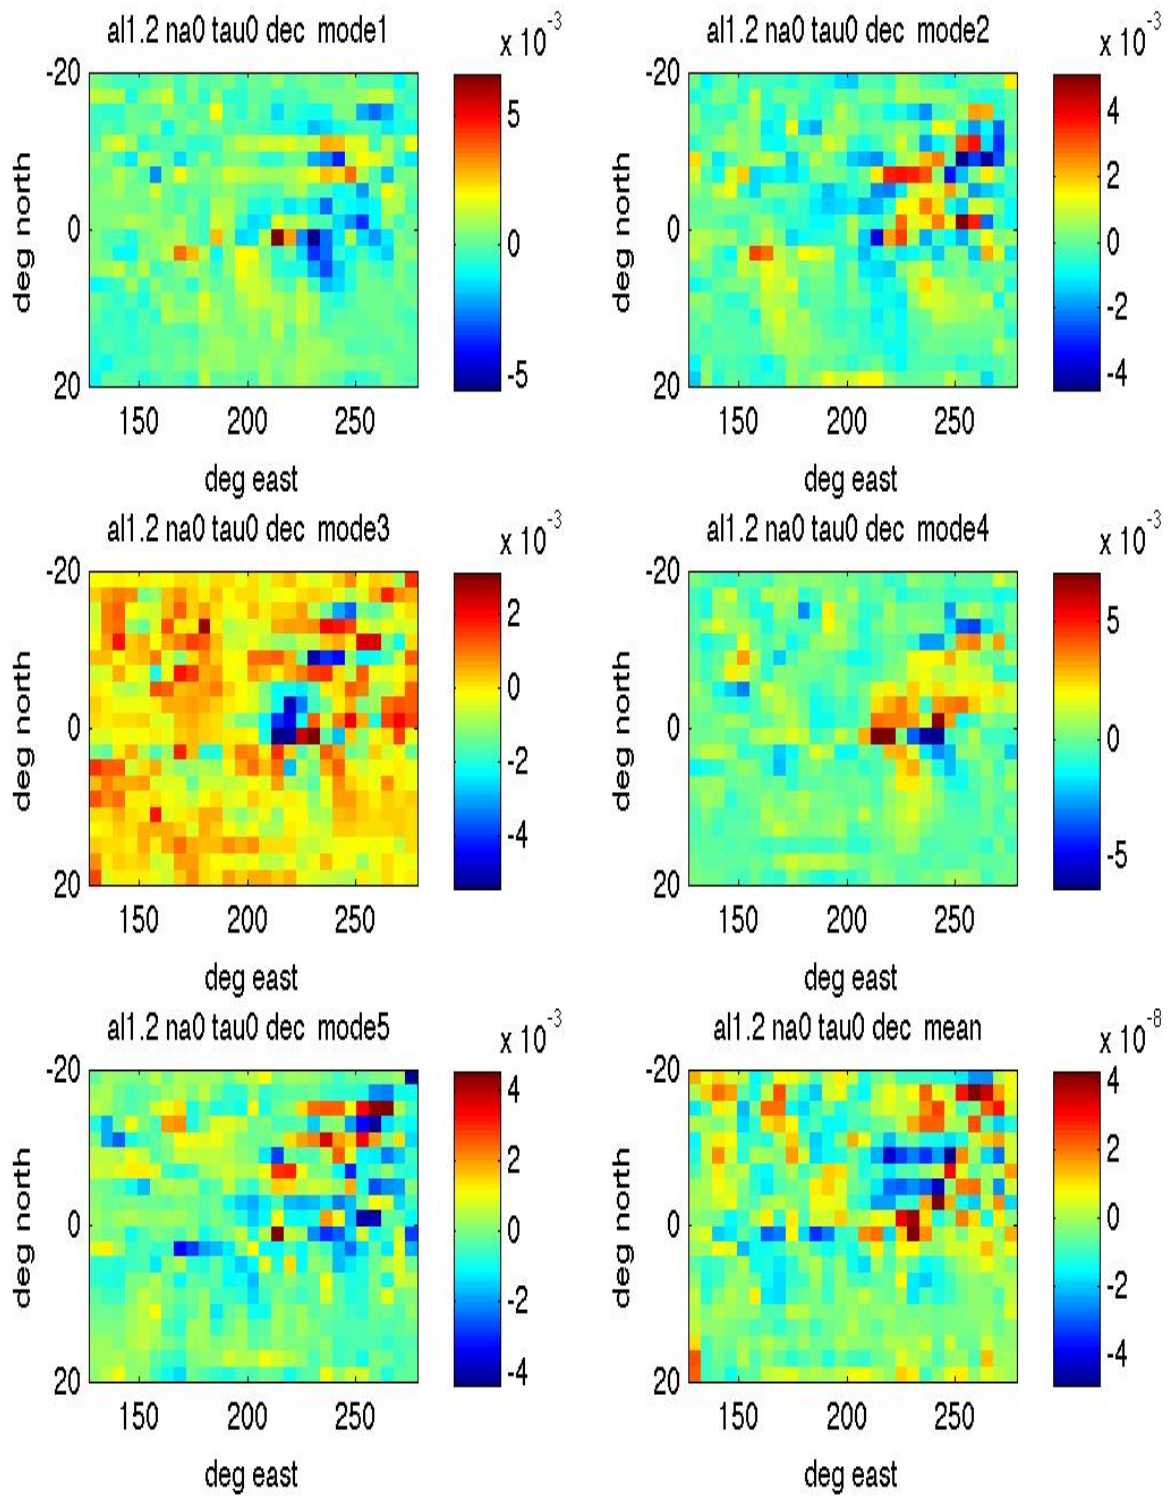 al1.2 na0 tau0 dec mode1
x 10^-3
-20
0
20
150 200 250
deg east
deg north
5
0
-5
al1.2 na0 tau0 dec mode2
x 10^-3
-20
0
20
150 200 250
deg east
deg north
4
2
0
-2
-4
al1.2 na0 tau0 dec mode3
x 10^-3
-20
0
20
150 200 250
deg east
deg north
2
0
-2
-4
al1.2 na0 tau0 dec mode4
x 10^-3
-20
0
20
150 200 250
deg east
deg north
5
0
-5
al1.2 na0 tau0 dec mode5
x 10^-3
-20
0
20
150 200 250
deg east
deg north
4
2
0
-2
-4
al1.2 na0 tau0 dec mean
x 10^-8
-20
0
20
150 200 250
deg east
deg north
4
2
0
-2
-4